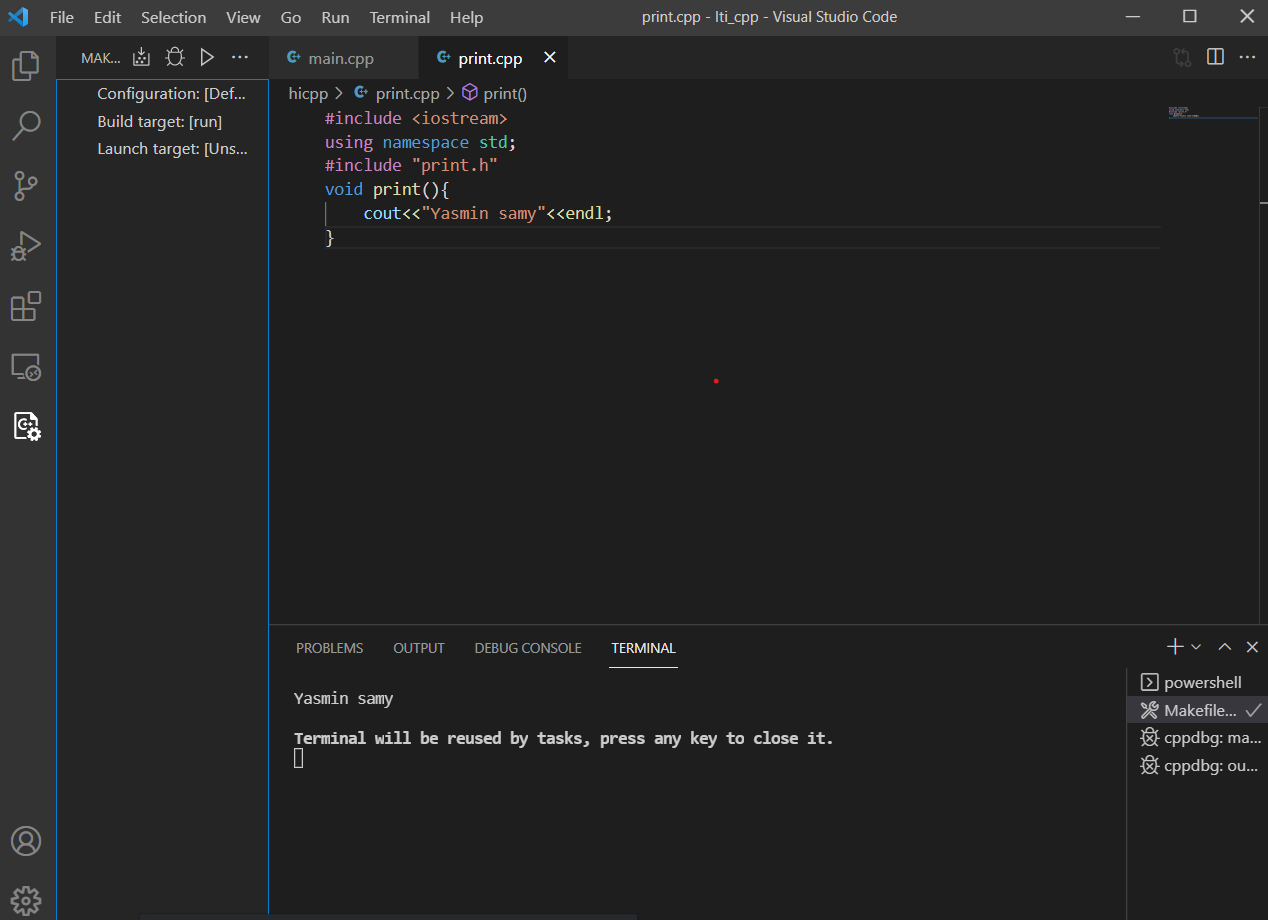 File Edit Selection View Go Run Terminal Help
print.cpp - Iti_cpp - Visual Studio Code
MAK...
main.cpp
print.cpp
Configuration: [Def...
Build target: [run]
Launch target: [Uns...
hicpp > print.cpp > print()
#include <iostream>
using namespace std;
#include "print.h"
void print(){
cout<<"Yasmin samy"<<endl;
}
PROBLEMS OUTPUT DEBUG CONSOLE TERMINAL
Yasmin samy
Terminal will be reused by tasks, press any key to close it.
powershell
Makefile...
cppdbg: ma...
cppdbg: ou...